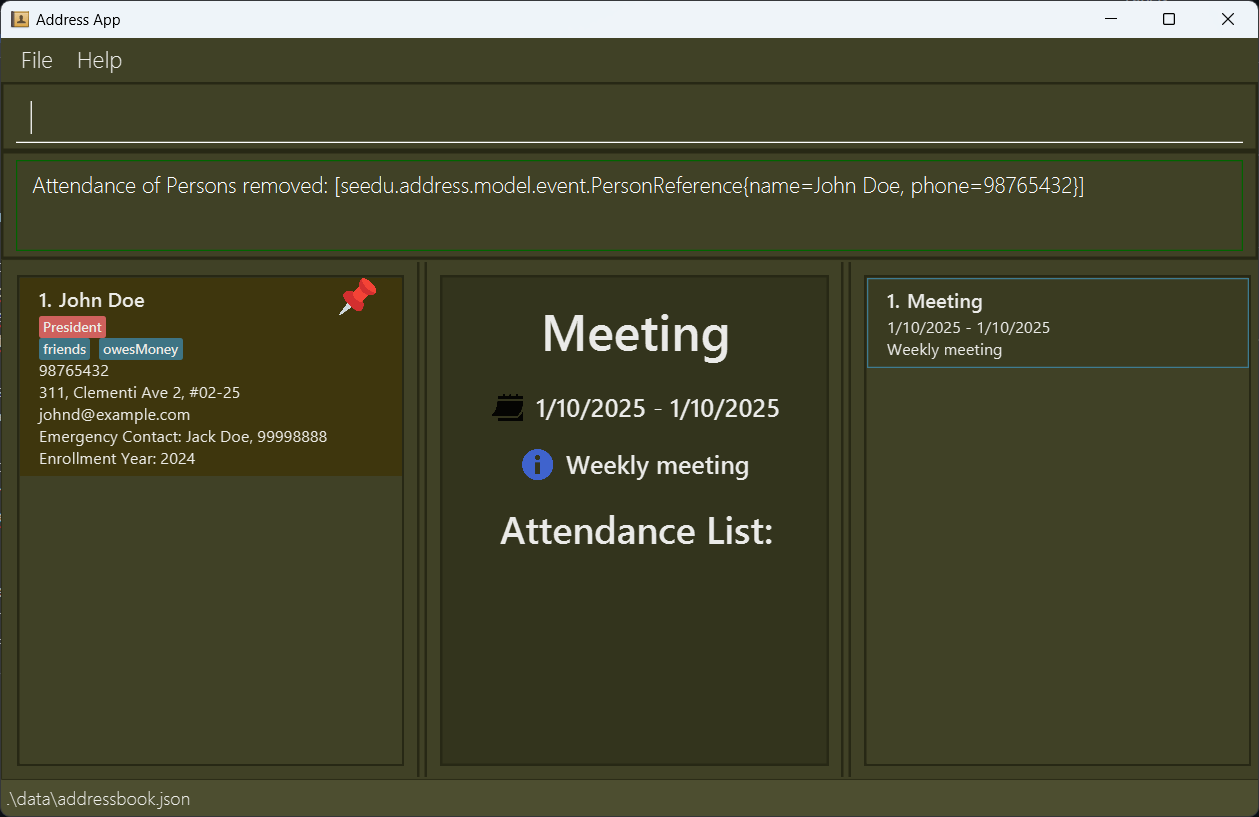 Address App
File Help
Attendance of Persons removed: [seedu.address.model.event.PersonReference{name=John Doe, phone=98765432}]
1. John Doe
President
friends owesMoney
98765432
311, Clementi Ave 2, #02-25
johnd@example.com
Emergency Contact: Jack Doe, 99998888
Enrollment Year: 2024
Meeting
1/10/2025 - 1/10/2025
Weekly meeting
Attendance List:
1. Meeting
1/10/2025 - 1/10/2025
Weekly meeting
.\data\addressbook.json